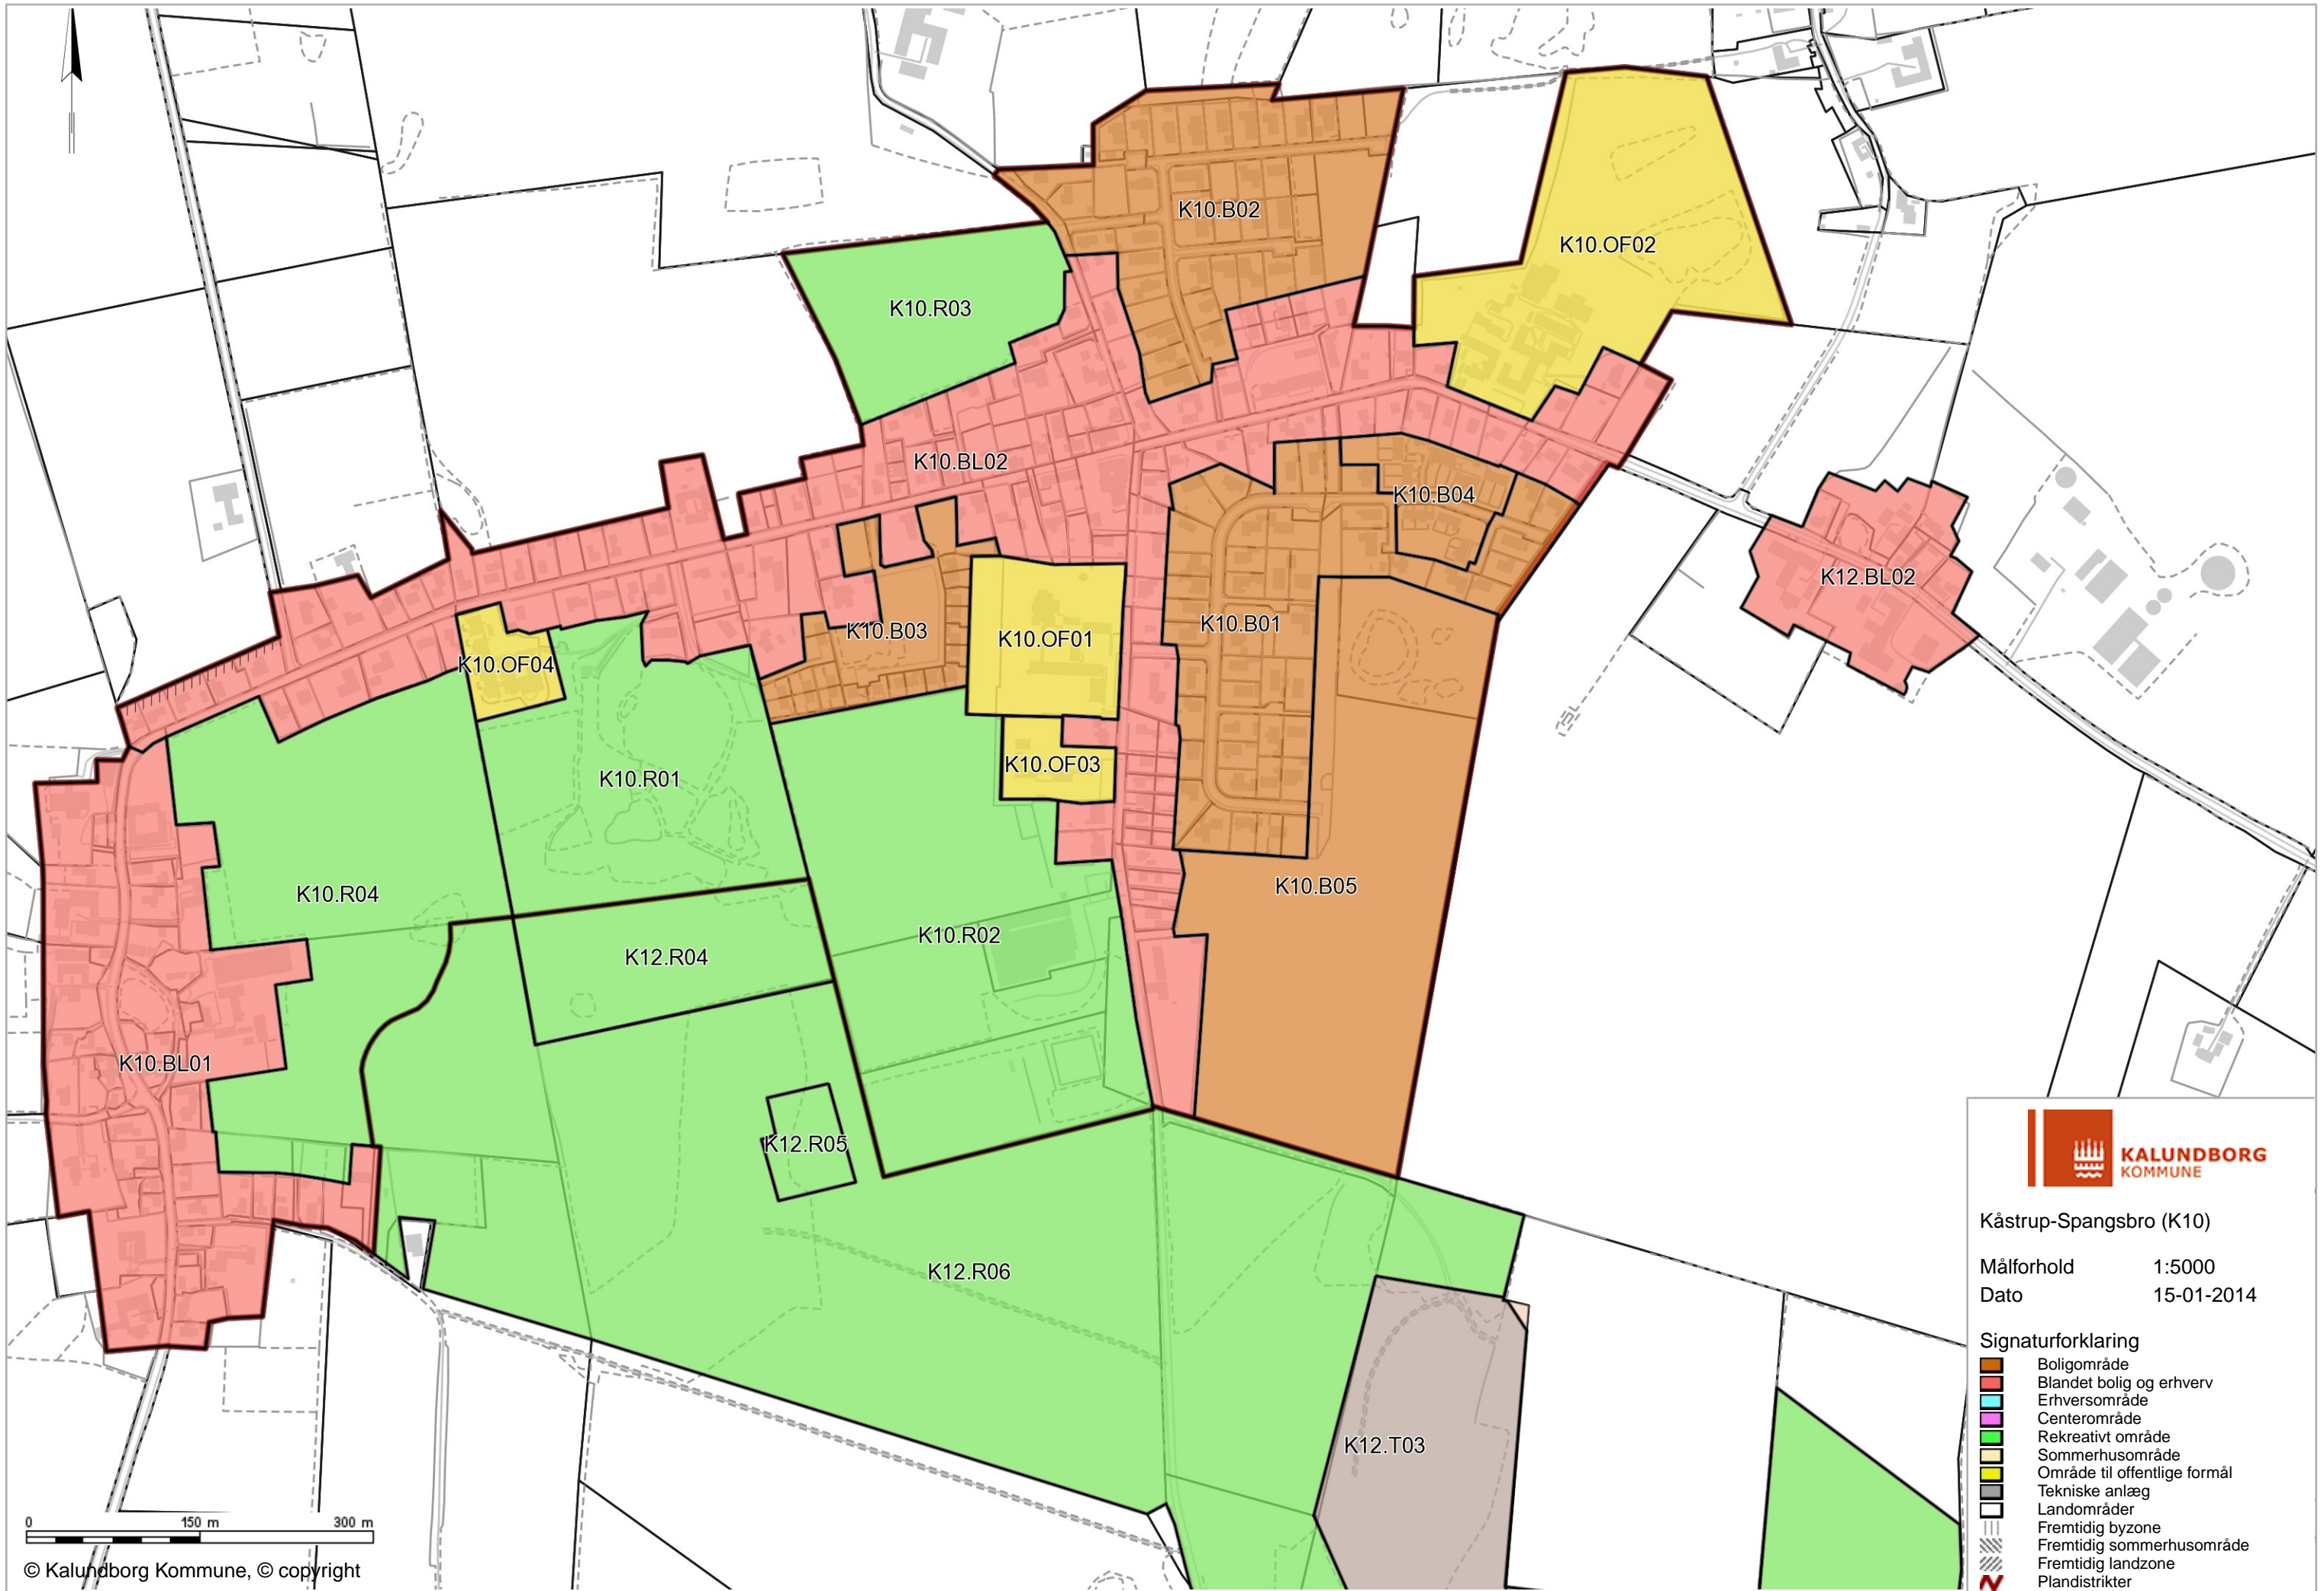 K10.B02
K10.OF02
K10.R03
K10.BL02
K10.B04
K12.BL02
K10.B03
K10.OF01
K10.B01
K10.OF04
K10.R01
K10.OF03
K10.R04
K10.B05
K10.R02
K12.R04
K10.BL01
K12.R05
K12.R06
K12.T03
KALUNDBORG
KOMMUNE
Kåstrup-Spangsbro (K10)
Målforhold 1:5000
Dato 15-01-2014
Signaturforklaring
Boligområde
Blandet bolig og erhverv
Erhversområde
Centerområde
Rekreativt område
Sommerhusområde
Område til offentlige formål
Tekniske anlæg
Landområder
Fremtidig byzone
Fremtidig sommerhusområde
Fremtidig landzone
Plandistrikter
0 150 m 300 m
© Kalundborg Kommune, © copyright